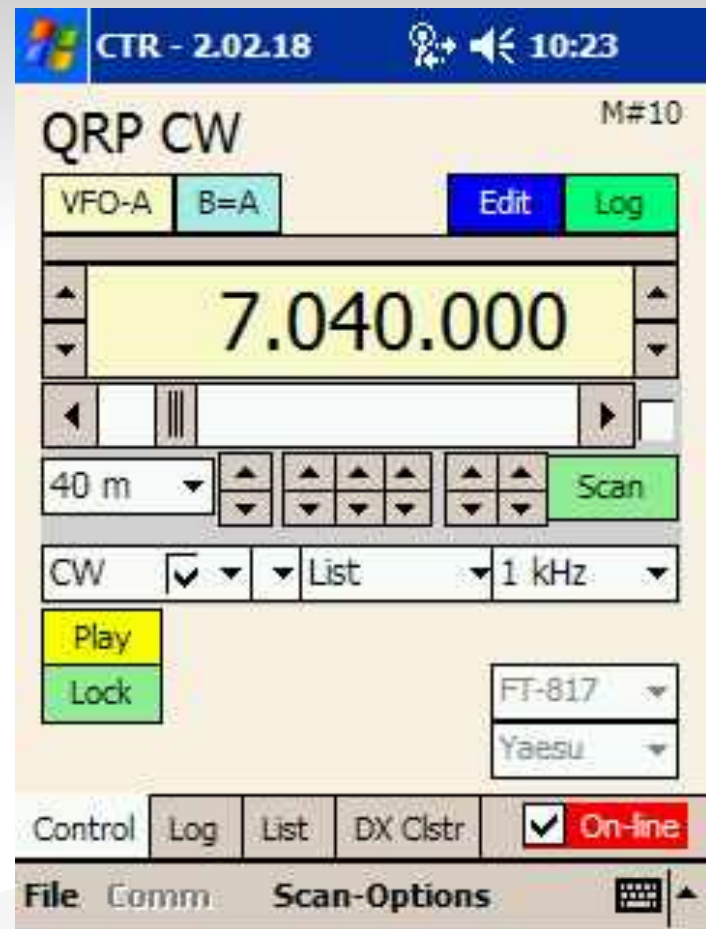 CTR - 2.02.18 10:23
QRP CW M#10
VFO-A B=A Edit Log
7.040.000
40 m Scan
CW List 1 kHz
Play
Lock FT-817
Yaesu
Control Log List DX Clstr On-line
File Comm Scan-Options